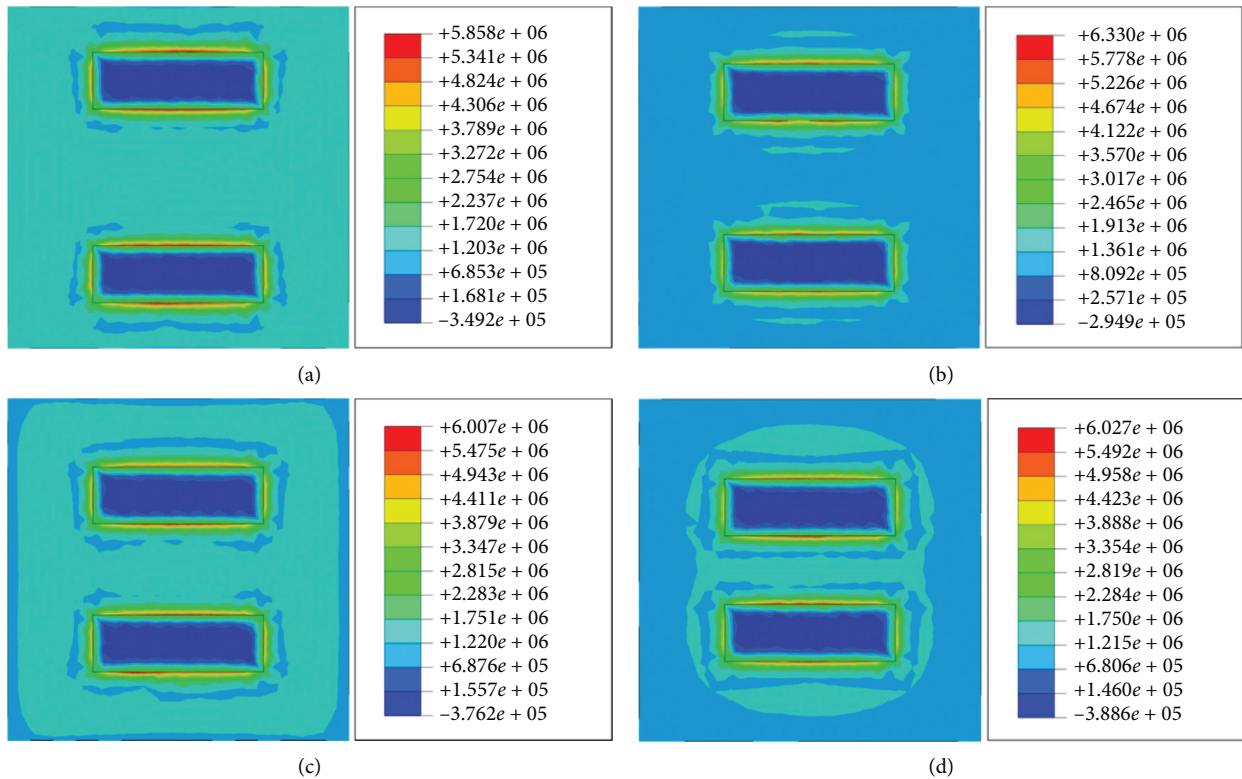 +5.858e + 06
+5.341e + 06
+4.824e + 06
+4.306e + 06
+3.789e + 06
+3.272e + 06
+2.754e + 06
+2.237e + 06
+1.720e + 06
+1.203e + 06
+6.853e + 05
+1.681e + 05
–3.492e + 05
(a)
+6.330e + 06
+5.778e + 06
+5.226e + 06
+4.674e + 06
+4.122e + 06
+3.570e + 06
+3.017e + 06
+2.465e + 06
+1.913e + 06
+1.361e + 06
+8.092e + 05
+2.571e + 05
–2.949e + 05
(b)
+6.007e + 06
+5.475e + 06
+4.943e + 06
+4.411e + 06
+3.879e + 06
+3.347e + 06
+2.815e + 06
+2.283e + 06
+1.751e + 06
+1.220e + 06
+6.876e + 05
+1.557e + 05
–3.762e + 05
(c)
+6.027e + 06
+5.492e + 06
+4.958e + 06
+4.423e + 06
+3.888e + 06
+3.354e + 06
+2.819e + 06
+2.284e + 06
+1.750e + 06
+1.215e + 06
+6.806e + 05
+1.460e + 05
–3.886e + 05
(d)